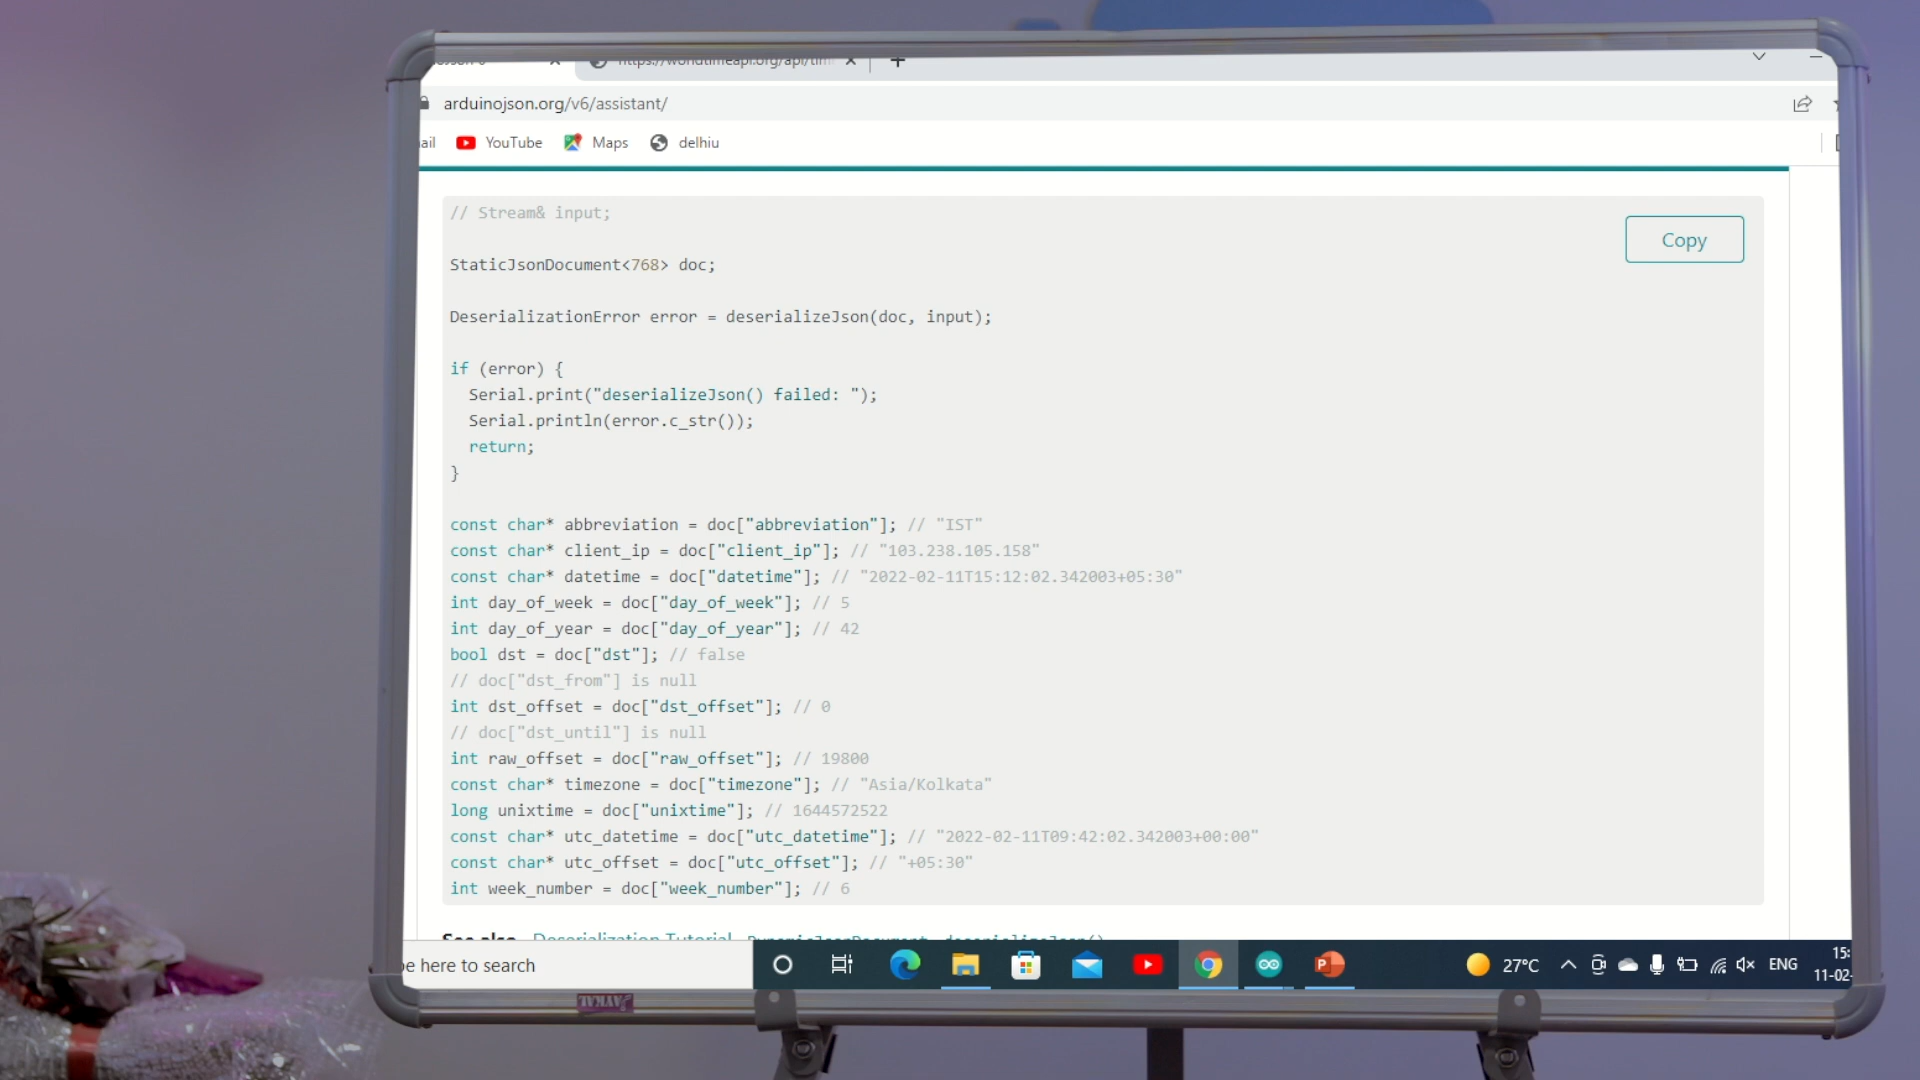 arduinojson.org/v6/assistant/
YouTube Maps delhiu
// Stream& input;
Copy
StaticJsonDocument<768> doc;
DeserializationError error = deserializeJson(doc, input);
if (error) {
Serial.print("deserializeJson() failed: ");
Serial.println(error.c_str());
return;
}
const char* abbreviation = doc["abbreviation"]; // "IST"
const char* client_ip = doc["client_ip"]; // "103.238.105.158"
const char* datetime = doc["datetime"]; // "2022-02-11T15:12:02.342003+05:30"
int day_of_week = doc["day_of_week"]; // 5
int day_of_year = doc["day_of_year"]; // 42
bool dst = doc["dst"]; // false
// doc["dst_from"] is null
int dst_offset = doc["dst_offset"]; // 0
// doc["dst_until"] is null
int raw_offset = doc["raw_offset"]; // 19800
const char* timezone = doc["timezone"]; // "Asia/Kolkata"
long unixtime = doc["unixtime"]; // 1644572522
const char* utc_datetime = doc["utc_datetime"]; // "2022-02-11T09:42:02.342003+00:00"
const char* utc_offset = doc["utc_offset"]; // "+05:30"
int week_number = doc["week_number"]; // 6
See also Deserialization Tutorial DynamicJsonDocument deserializeJson()
here to search
27°C ENG
15:
11-02-